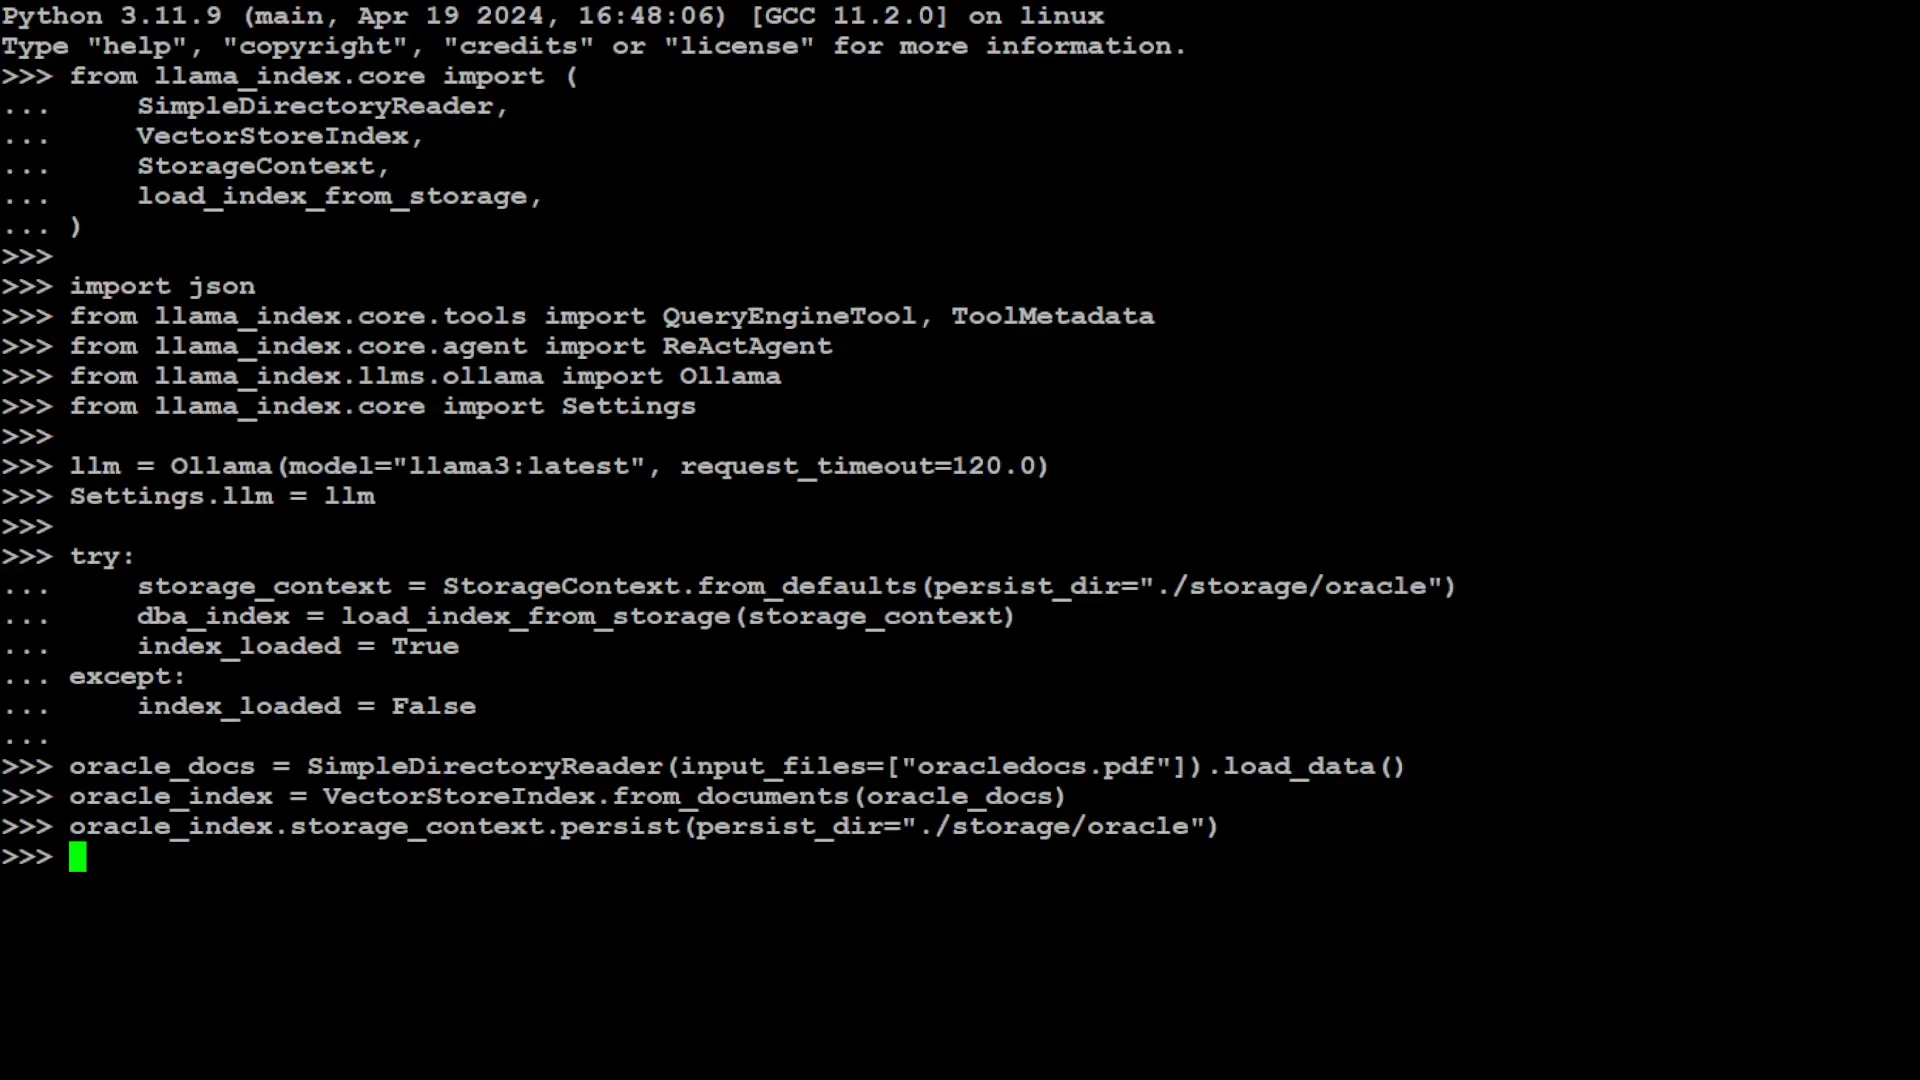 Python 3.11.9 (main, Apr 19 2024, 16:48:06) [GCC 11.2.0] on linux
Type "help", "copyright", "credits" or "license" for more information.
>>> from llama_index.core import (
...     SimpleDirectoryReader,
...     VectorStoreIndex,
...     StorageContext,
...     load_index_from_storage,
... )
>>>
>>> import json
>>> from llama_index.core.tools import QueryEngineTool, ToolMetadata
>>> from llama_index.core.agent import ReActAgent
>>> from llama_index.llms.ollama import Ollama
>>> from llama_index.core import Settings
>>>
>>> llm = Ollama(model="llama3:latest", request_timeout=120.0)
>>> Settings.llm = llm
>>>
>>> try:
...     storage_context = StorageContext.from_defaults(persist_dir="./storage/oracle")
...     dba_index = load_index_from_storage(storage_context)
...     index_loaded = True
... except:
...     index_loaded = False
...
>>> oracle_docs = SimpleDirectoryReader(input_files=["oracledocs.pdf"]).load_data()
>>> oracle_index = VectorStoreIndex.from_documents(oracle_docs)
>>> oracle_index.storage_context.persist(persist_dir="./storage/oracle")
>>>